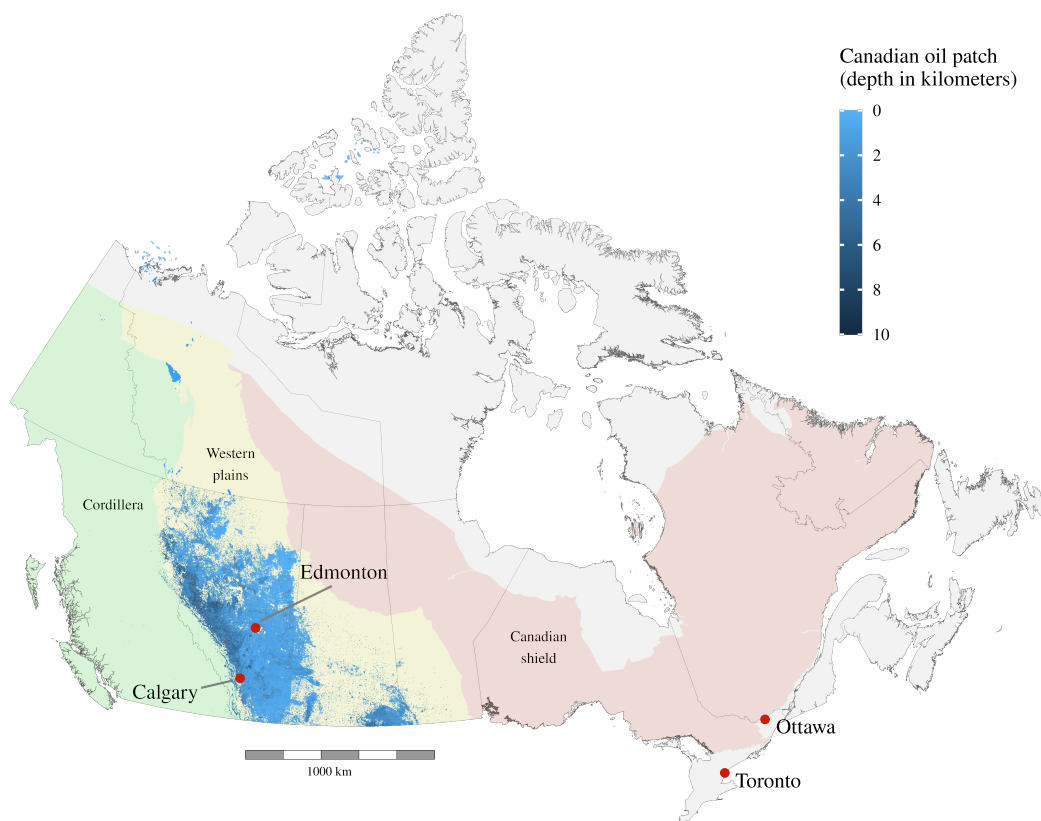 Canadian oil patch
(depth in kilometers)
0
2
4
6
8
10
Western
plains
Cordillera
Edmonton
Canadian
shield
Calgary
Ottawa
1000 km
Toronto